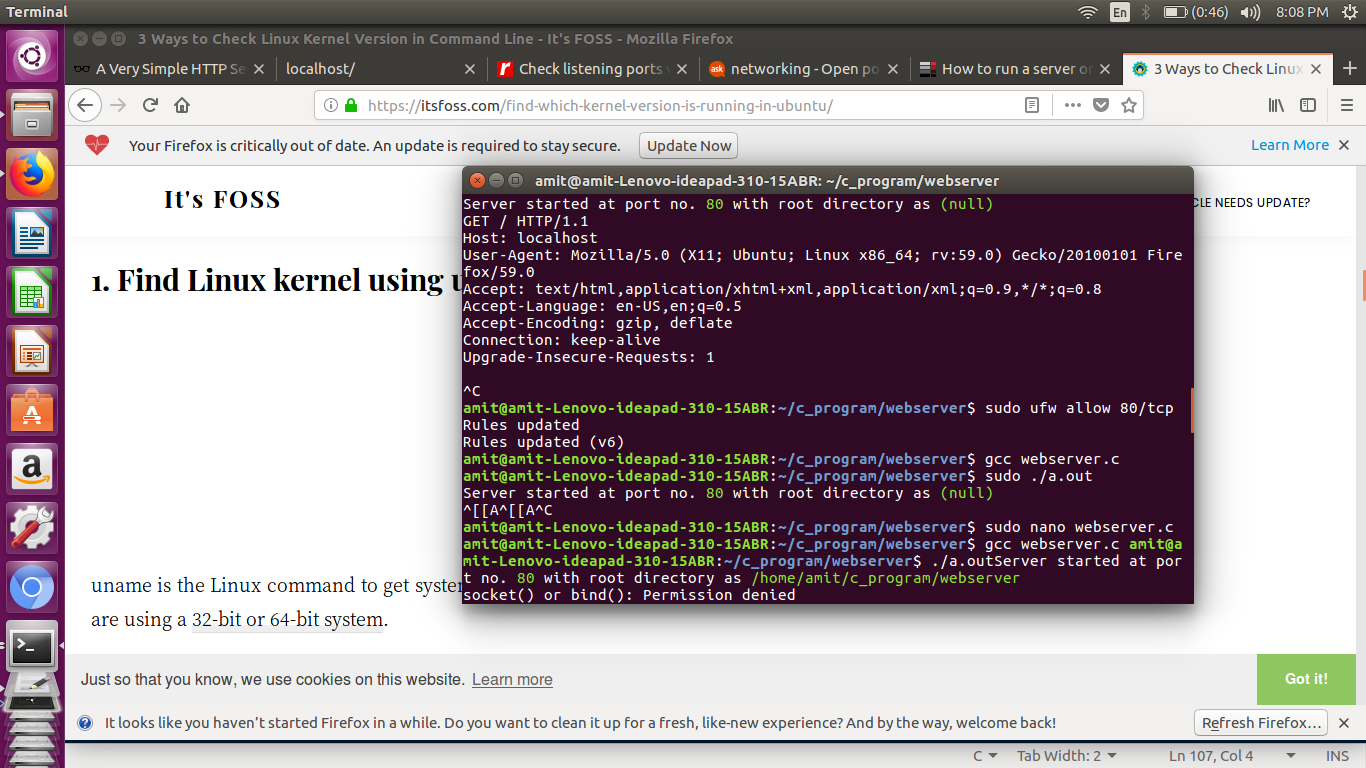 Terminal
En
(0:46)
8:08 PM
3 Ways to Check Linux Kernel Version in Command Line - It's FOSS - Mozilla Firefox
A Very Simple HTTP Se
localhost/
Check listening ports
ask
networking - Open po
How to run a server or
3 Ways to Check Linux
https://itsfoss.com/find-which-kernel-version-is-running-in-ubuntu/
Your Firefox is critically out of date. An update is required to stay secure.
Update Now
Learn More
It's FOSS
CLE NEEDS UPDATE?
1. Find Linux kernel using u
amit@amit-Lenovo-ideapad-310-15ABR: ~/c_program/webserver
Server started at port no. 80 with root directory as (null)
GET / HTTP/1.1
Host: localhost
User-Agent: Mozilla/5.0 (X11; Ubuntu; Linux x86_64; rv:59.0) Gecko/20100101 Fire
fox/59.0
Accept: text/html,application/xhtml+xml,application/xml;q=0.9,*/*;q=0.8
Accept-Language: en-US,en;q=0.5
Accept-Encoding: gzip, deflate
Connection: keep-alive
Upgrade-Insecure-Requests: 1
^C
amit@amit-Lenovo-ideapad-310-15ABR:~/c_program/webserver$ sudo ufw allow 80/tcp
Rules updated
Rules updated (v6)
amit@amit-Lenovo-ideapad-310-15ABR:~/c_program/webserver$ gcc webserver.c
amit@amit-Lenovo-ideapad-310-15ABR:~/c_program/webserver$ sudo ./a.out
Server started at port no. 80 with root directory as (null)
^[[A^[[A^C
amit@amit-Lenovo-ideapad-310-15ABR:~/c_program/webserver$ sudo nano webserver.c
amit@amit-Lenovo-ideapad-310-15ABR:~/c_program/webserver$ gcc webserver.c amit@a
mit-Lenovo-ideapad-310-15ABR:~/c_program/webserver$ ./a.outServer started at por
t no. 80 with root directory as /home/amit/c_program/webserver
socket() or bind(): Permission denied
uname is the Linux command to get system
are using a 32-bit or 64-bit system.
Just so that you know, we use cookies on this website. Learn more
Got it!
It looks like you haven't started Firefox in a while. Do you want to clean it up for a fresh, like-new experience? And by the way, welcome back!
Refresh Firefox...
C
Tab Width: 2
Ln 107, Col 4
INS